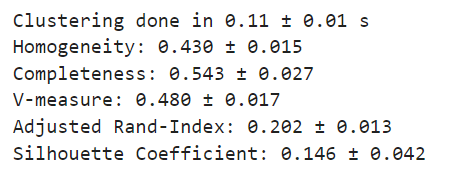 Clustering done in 0.11 ± 0.01 s
Homogeneity: 0.430 ± 0.015
Completeness: 0.543 ± 0.027
V-measure: 0.480 ± 0.017
Adjusted Rand-Index: 0.202 ± 0.013
Silhouette Coefficient: 0.146 ± 0.042